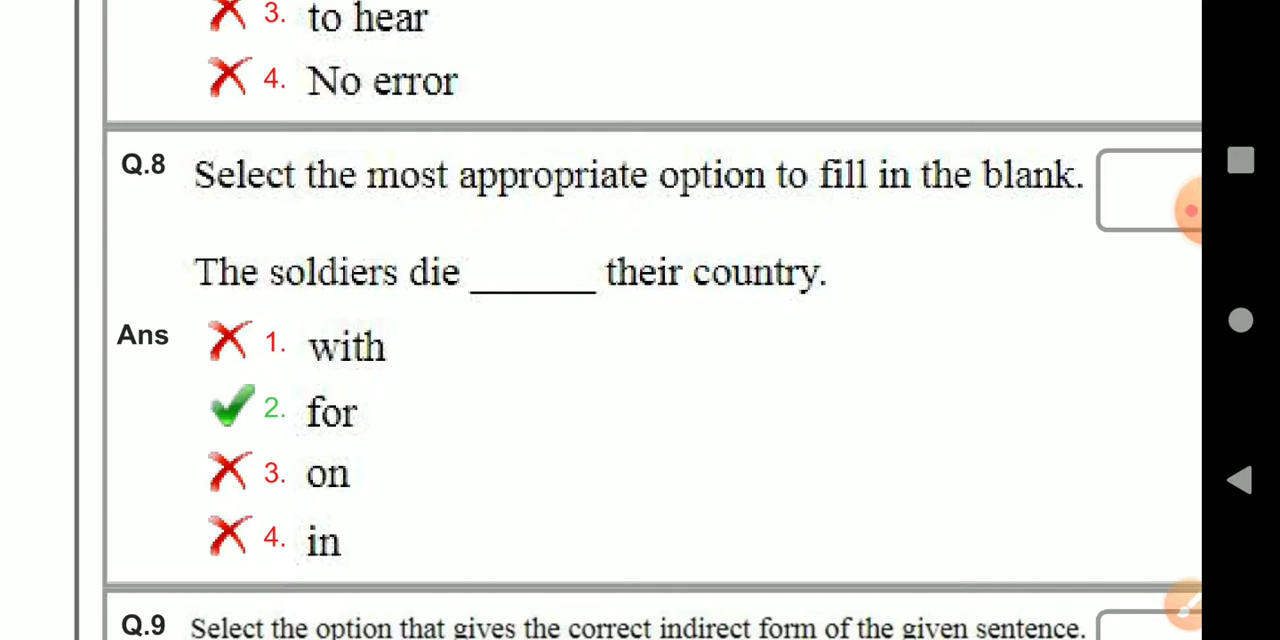 3. to hear
4. No error
Q.8 Select the most appropriate option to fill in the blank.
The soldiers die ______ their country.
Ans 1. with
2. for
3. on
4. in
Q.9 Select the option that gives the correct indirect form of the given sentence.